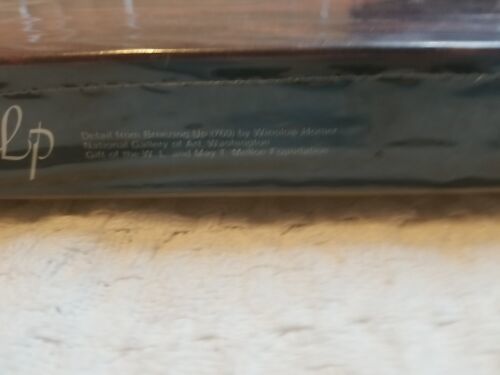 Lp
Detail from Breezing Up (760) by Winslow Homer
National Gallery of Art, Washington
Gift of the W. L. and May T. Mellon Foundation